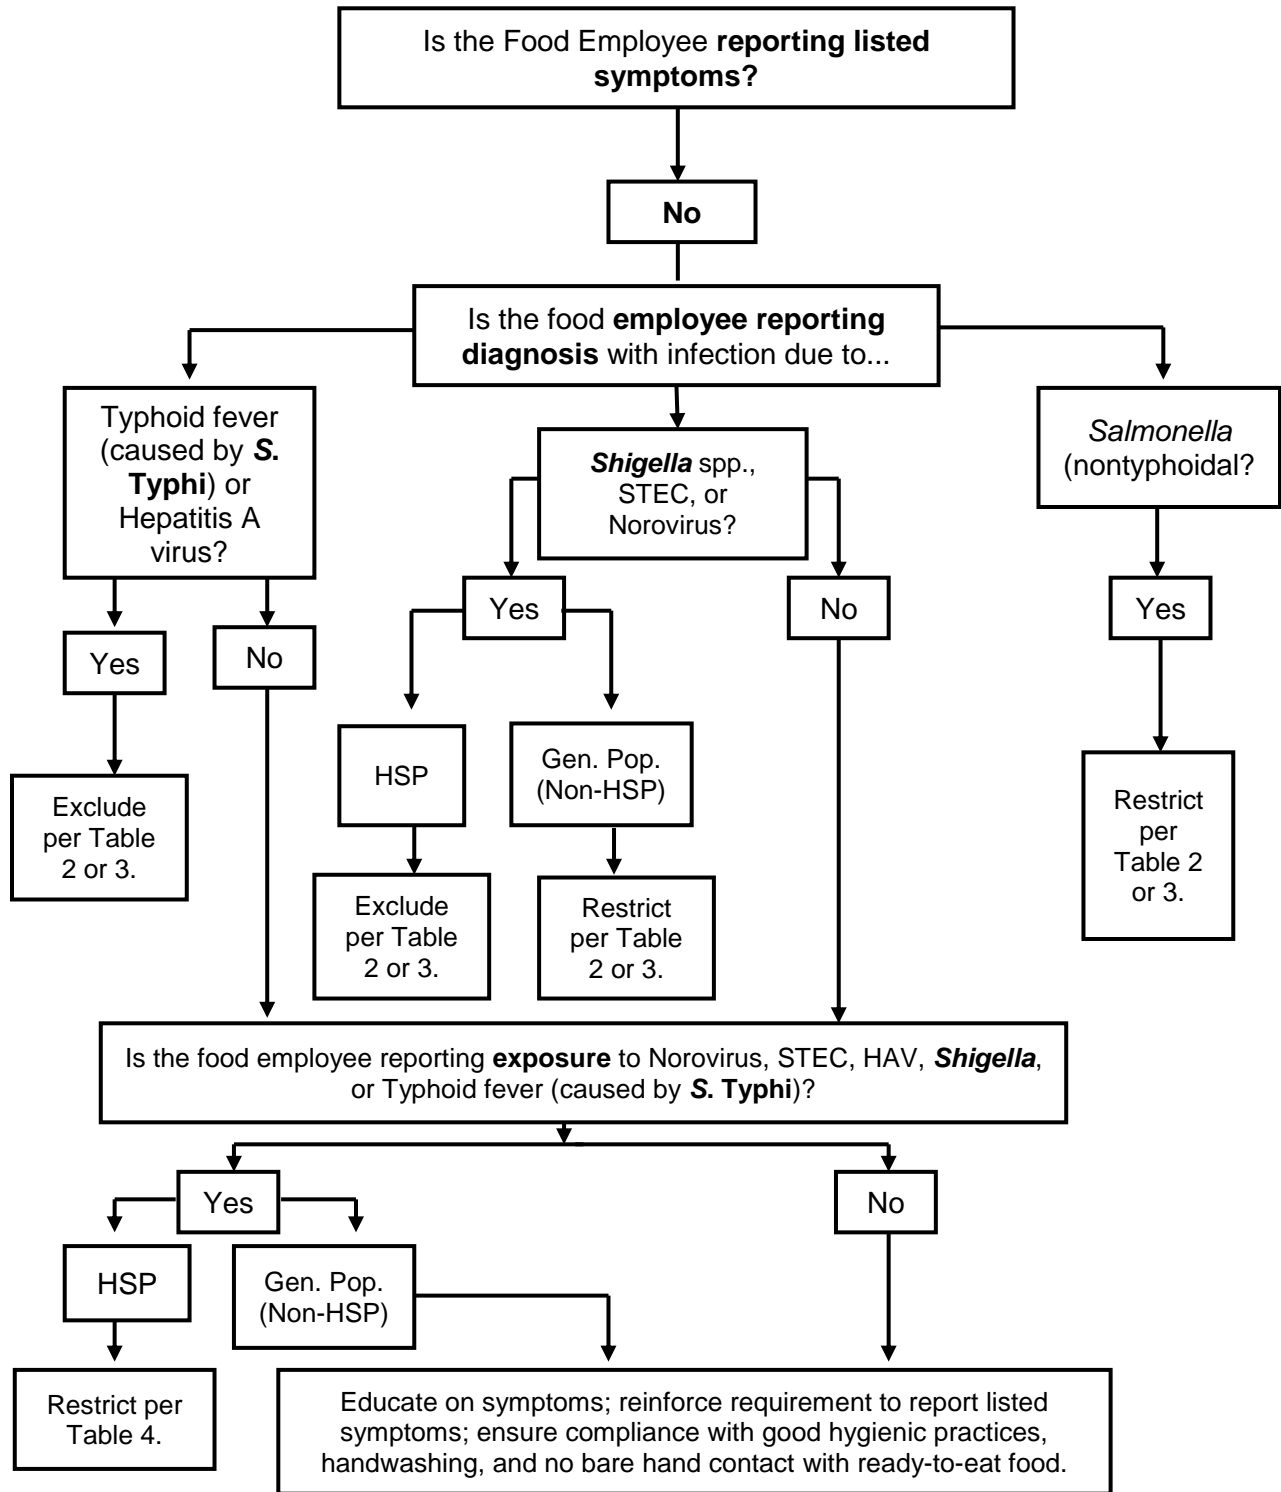 Is the Food Employee reporting listed
symptoms?
No
Is the food employee reporting
diagnosis with infection due to...
Typhoid fever
(caused by S.
Typhi) or
Hepatitis A
virus?
Shigella spp.,
STEC, or
Norovirus?
Salmonella
(nontyphoidal?
Yes
No
Yes
No
Yes
HSP
Gen. Pop.
(Non-HSP)
Exclude
per Table
2 or 3.
Exclude
per Table
2 or 3.
Restrict
per Table
2 or 3.
Restrict
per
Table 2
or 3.
Is the food employee reporting exposure to Norovirus, STEC, HAV, Shigella,
or Typhoid fever (caused by S. Typhi)?
Yes
No
HSP
Gen. Pop.
(Non-HSP)
Restrict per
Table 4.
Educate on symptoms; reinforce requirement to report listed
symptoms; ensure compliance with good hygienic practices,
handwashing, and no bare hand contact with ready-to-eat food.